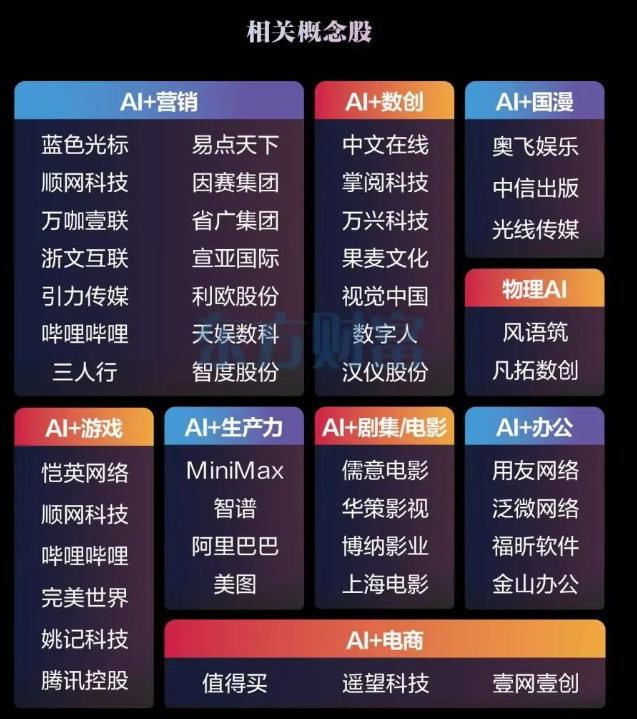 相关概念股
AI+营销
蓝色光标 易点天下
顺网科技 因赛集团
万咖壹联 省广集团
浙文互联 宣亚国际
引力传媒 利欧股份
哔哩哔哩 天娱数科
三人行 智度股份
AI+数创
中文在线
掌阅科技
万兴科技
果麦文化
视觉中国
数字人
汉仪股份
AI+国漫
奥飞娱乐
中信出版
光线传媒
物理AI
风语筑
凡拓数创
AI+游戏
恺英网络
顺网科技
哔哩哔哩
完美世界
姚记科技
腾讯控股
AI+生产力
MiniMax
智谱
阿里巴巴
美图
AI+剧集/电影
儒意电影
华策影视
博纳影业
上海电影
AI+办公
用友网络
泛微网络
福昕软件
金山办公
AI+电商
值得买 遥望科技 壹网壹创
东方财富